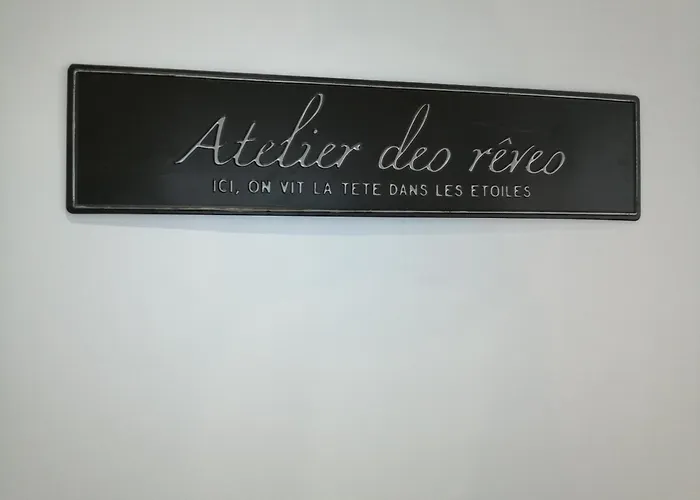 Atelier des rêves
ICI, ON VIT LA TETE DANS LES ETOILES